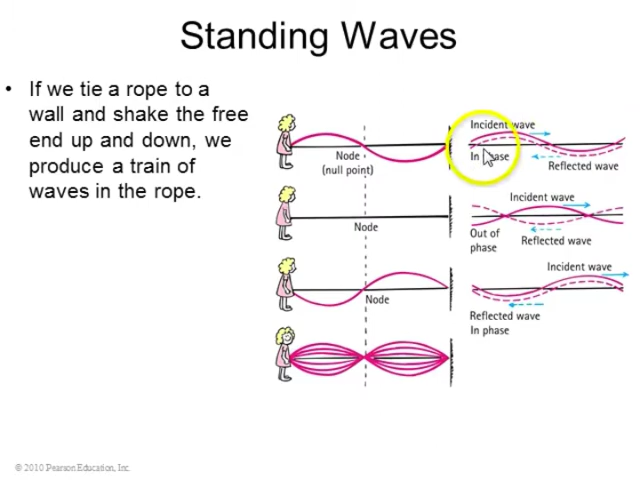 Standing Waves
• If we tie a rope to a
wall and shake the free
end up and down, we
produce a train of
waves in the rope.
Incident wave
In phase
Reflected wave
Node
(null point)
Incident wave
Node
Out of
phase
Reflected wave
Incident wave
Node
Reflected wave
In phase
© 2010 Pearson Education, Inc.